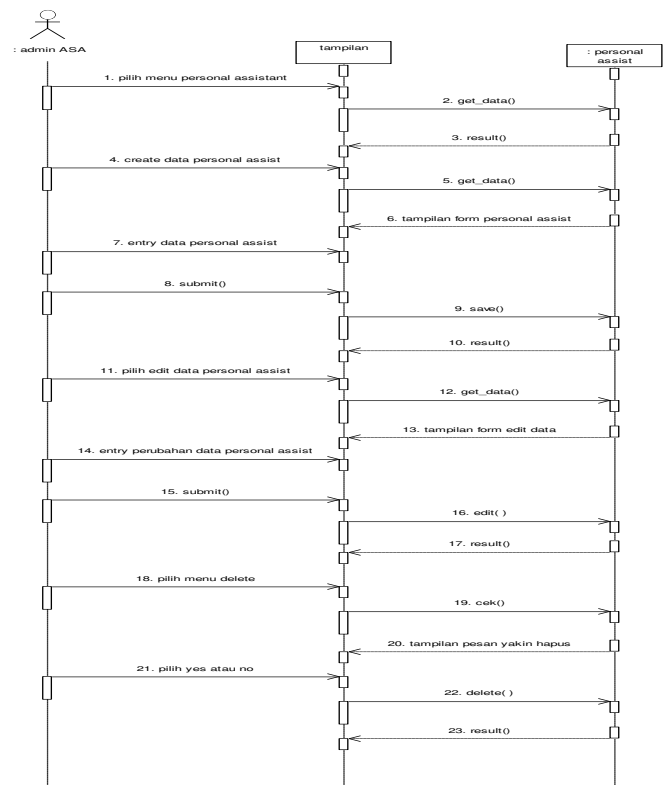 : admin ASA
tampilan
: personal
assist
1. pilih menu personal assistant
2. get_data()
3. result()
4. create data personal assist
5. get_data()
6. tampilan form personal assist
7. entry data personal assist
8. submit()
9. save()
10. result()
11. pilih edit data personal assist
12. get_data()
13. tampilan form edit data
14. entry perubahan data personal assist
15. submit()
16. edit( )
17. result()
18. pilih menu delete
19. cek()
20. tampilan pesan yakin hapus
21. pilih yes atau no
22. delete( )
23. result()